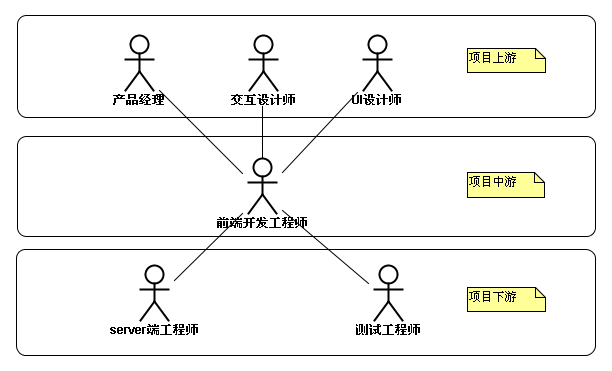 项目上游
产品经理
交互设计师
UI设计师
项目中游
前端开发工程师
项目下游
server端工程师
测试工程师